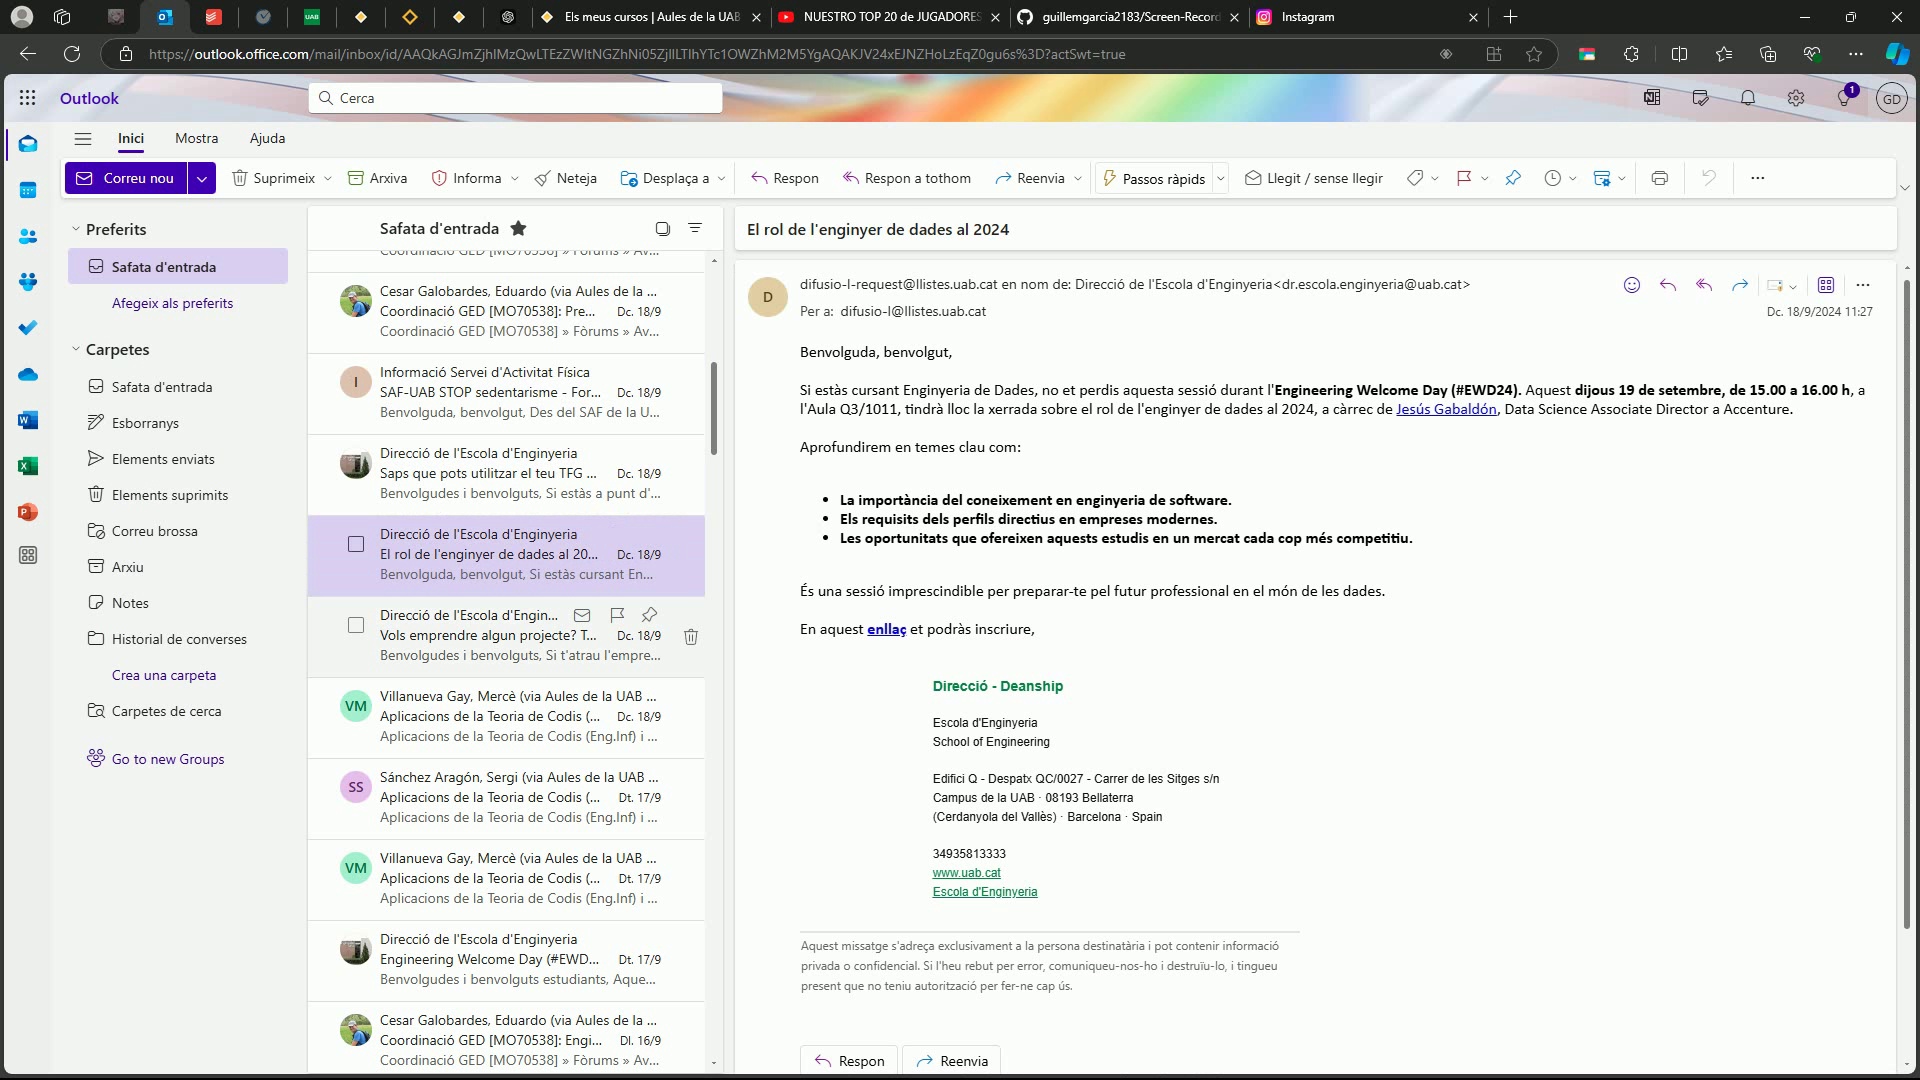 Els meus cursos | Aules de la UAB
NUESTRO TOP 20 de JUGADORES
guillemgarcia2183/Screen-Record
Instagram
Outlook
Cerca
1
GD
Inici
Mostra
Ajuda
Correu nou
Suprimeix
Arxiva
Informa
Neteja
Desplaça a
Respon
Respon a tothom
Reenvia
Passos ràpids
Llegit / sense llegir
Preferits
Safata d'entrada
Afegeix als preferits
Carpetes
Safata d'entrada
Esborranys
Elements enviats
Elements suprimits
Correu brossa
Arxiu
Notes
Historial de converses
Crea una carpeta
Carpetes de cerca
Go to new Groups
Safata d'entrada
Coordinació GED [MO70538] » Fòrums » Av...
Cesar Galobardes, Eduardo (via Aules de la ...
Coordinació GED [MO70538]: Pre... Dc. 18/9
Coordinació GED [MO70538] » Fòrums » Av...
I
Informació Servei d'Activitat Física
SAF-UAB STOP sedentarisme - For... Dc. 18/9
Benvolguda, benvolgut, Des del SAF de la U...
Direcció de l'Escola d'Enginyeria
Saps que pots utilitzar el teu TFG ... Dc. 18/9
Benvolgudes i benvolguts, Si estàs a punt d'...
Direcció de l'Escola d'Enginyeria
El rol de l'enginyer de dades al 20... Dc. 18/9
Benvolguda, benvolgut, Si estàs cursant En...
Direcció de l'Escola d'Engin...
Vols emprendre algun projecte? T... Dc. 18/9
Benvolgudes i benvolguts, Si t'atrau l'empre...
VM
Villanueva Gay, Mercè (via Aules de la UAB ...
Aplicacions de la Teoria de Codis (... Dc. 18/9
Aplicacions de la Teoria de Codis (Eng.Inf) i ...
SS
Sánchez Aragón, Sergi (via Aules de la UAB ...
Aplicacions de la Teoria de Codis (... Dt. 17/9
Aplicacions de la Teoria de Codis (Eng.Inf) i ...
VM
Villanueva Gay, Mercè (via Aules de la UAB ...
Aplicacions de la Teoria de Codis (... Dt. 17/9
Aplicacions de la Teoria de Codis (Eng.Inf) i ...
Direcció de l'Escola d'Enginyeria
Engineering Welcome Day (#EWD... Dt. 17/9
Benvolgudes i benvolguts estudiants, Aque...
Cesar Galobardes, Eduardo (via Aules de la ...
Coordinació GED [MO70538]: Engi... Dl. 16/9
Coordinació GED [MO70538] » Fòrums » Av...
El rol de l'enginyer de dades al 2024
D
difusio-l-request@llistes.uab.cat en nom de: Direcció de l'Escola d'Enginyeria<dr.escola.enginyeria@uab.cat>
Per a: difusio-l@llistes.uab.cat
Dc. 18/9/2024 11:27
Benvolguda, benvolgut,
Si estàs cursant Enginyeria de Dades, no et perdis aquesta sessió durant l'Engineering Welcome Day (#EWD24). Aquest dijous 19 de setembre, de 15.00 a 16.00 h, a
l'Aula Q3/1011, tindrà lloc la xerrada sobre el rol de l'enginyer de dades al 2024, a càrrec de Jesús Gabaldón, Data Science Associate Director a Accenture.
Aprofundirem en temes clau com:
• La importància del coneixement en enginyeria de software.
• Els requisits dels perfils directius en empreses modernes.
• Les oportunitats que ofereixen aquests estudis en un mercat cada cop més competitiu.
És una sessió imprescindible per preparar-te pel futur professional en el món de les dades.
En aquest enllaç et podràs inscriure,
Direcció - Deanship
Escola d'Enginyeria
School of Engineering
Edifici Q - Despatx QC/0027 - Carrer de les Sitges s/n
Campus de la UAB · 08193 Bellaterra
(Cerdanyola del Vallès) · Barcelona · Spain
34935813333
www.uab.cat
Escola d'Enginyeria
Aquest missatge s'adreça exclusivament a la persona destinatària i pot contenir informació
privada o confidencial. Si l'heu rebut per error, comuniqueu-nos-ho i destruïu-lo, i tingueu
present que no teniu autorització per fer-ne cap ús.
Respon
Reenvia